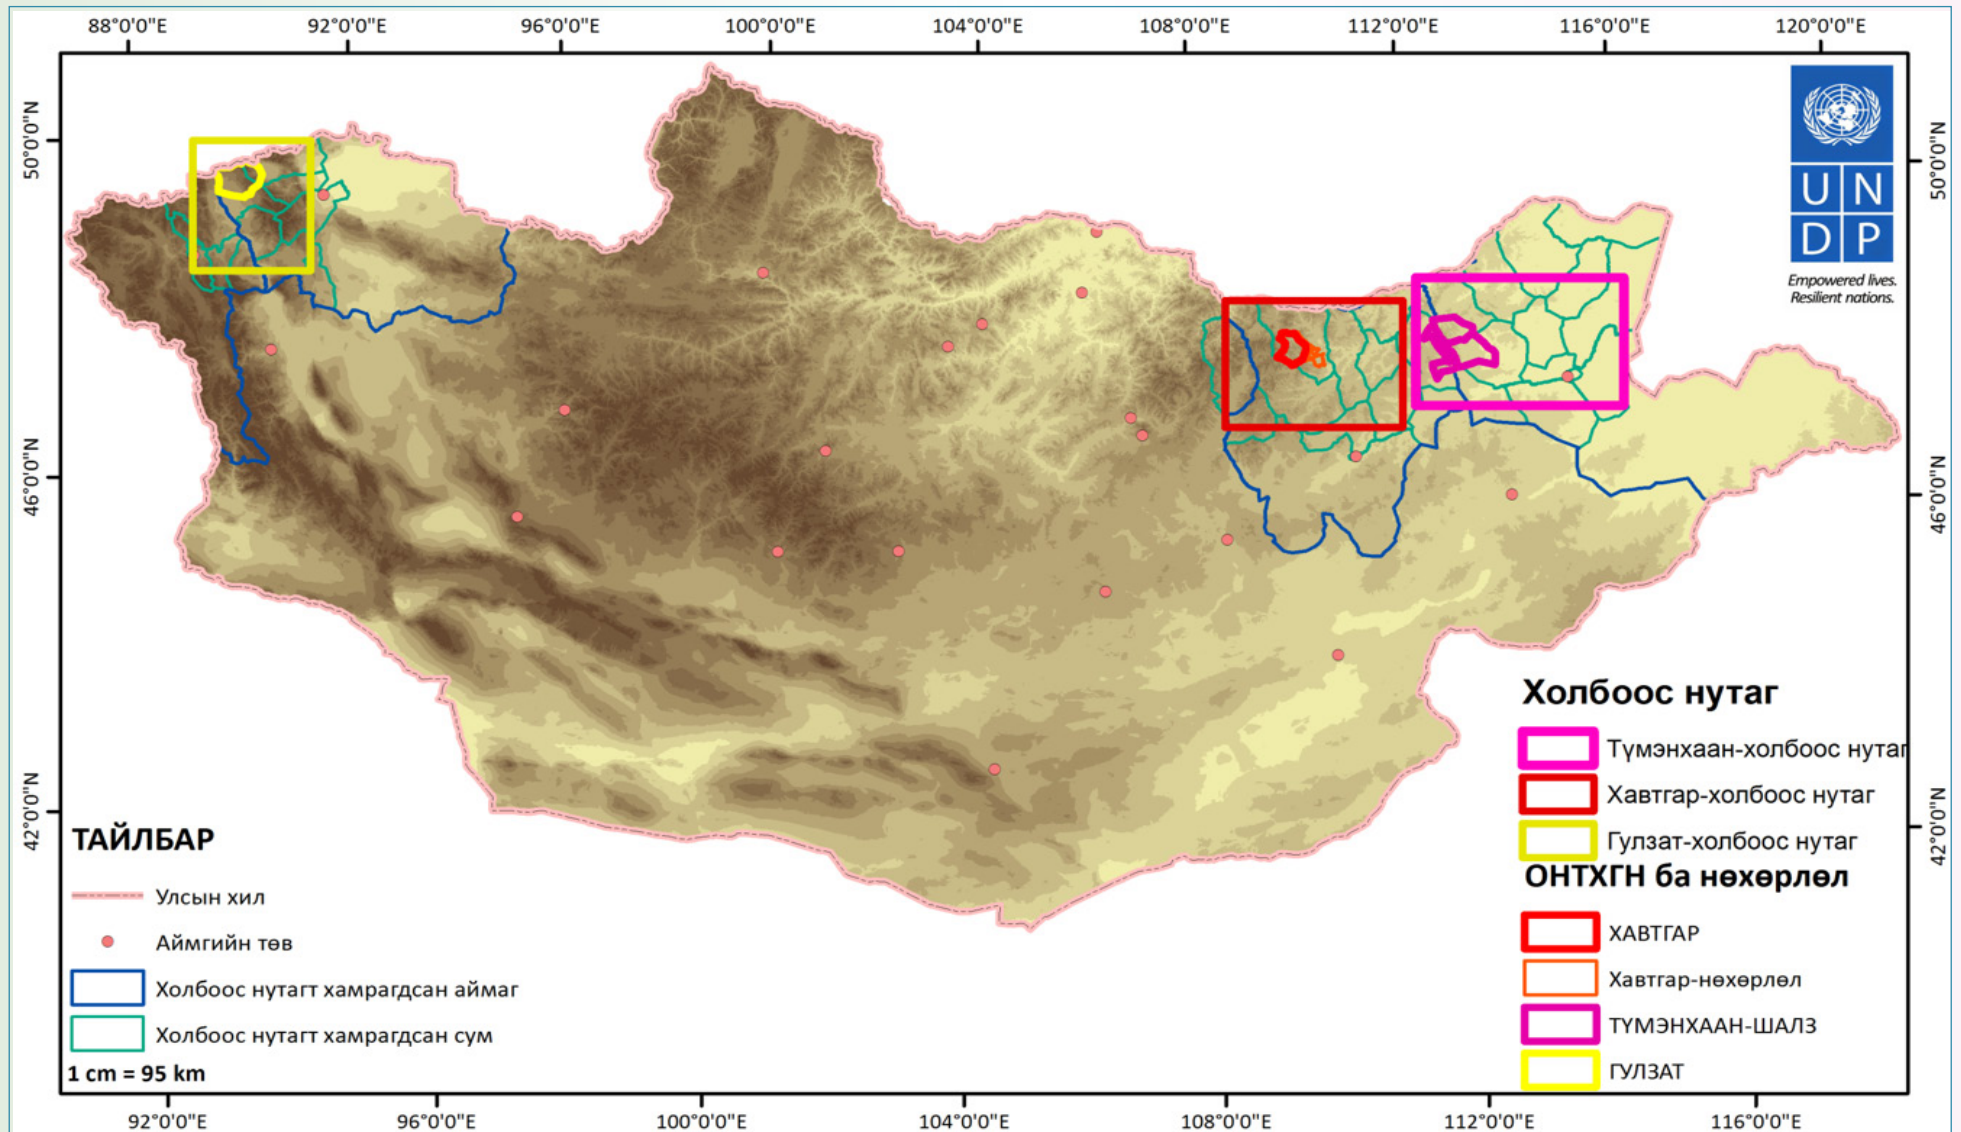 88°0'0"E 92°0'0"E 96°0'0"E 100°0'0"E 104°0'0"E 108°0'0"E 112°0'0"E 116°0'0"E 120°0'0"E
50°0'0"N
50°0'0"N
UN
DP
Empowered lives.
Resilient nations.
46°0'0"N
46°0'0"N
42°0'0"N
42°0'0"N
Холбоос нутаг
Түмэнхаан-холбоос нутаг
Хавтгар-холбоос нутаг
Гулзат-холбоос нутаг
ОНТХГН ба нөхөрлөл
ХАВТГАР
Хавтгар-нөхөрлөл
ТҮМЭНХААН-ШАЛЗ
ГУЛЗАТ
ТАЙЛБАР
Улсын хил
Аймгийн төв
Холбоос нутагт хамрагдсан аймаг
Холбоос нутагт хамрагдсан сум
1 cm = 95 km
92°0'0"E 96°0'0"E 100°0'0"E 104°0'0"E 108°0'0"E 112°0'0"E 116°0'0"E